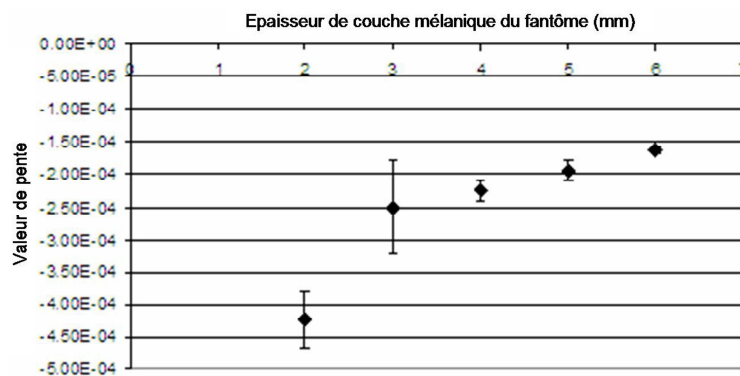 Epaisseur de couche mélanique du fantôme (mm)
0.00E+00
0 1 2 3 4 5 6 7
-5.00E-05
-1.00E-04
-1.50E-04
-2.00E-04
-2.50E-04
-3.00E-04
-3.50E-04
-4.00E-04
-4.50E-04
-5.00E-04
Valeur de pente